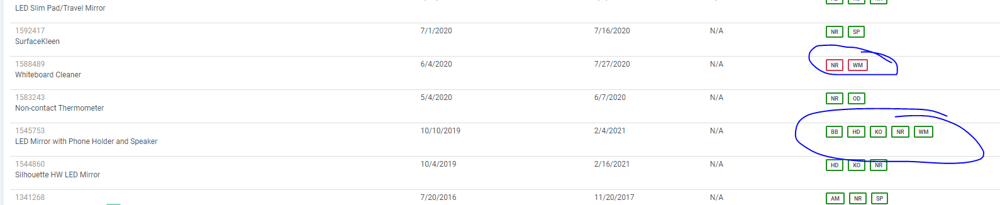 LED Slim Pad/Travel Mirror
1592417 7/1/2020 7/16/2020 N/A NR SP
SurfaceKleen
1588489 6/4/2020 7/27/2020 N/A NR WM
Whiteboard Cleaner
1583243 5/4/2020 6/7/2020 N/A NR OD
Non-contact Thermometer
1545753 10/10/2019 2/4/2021 N/A BB HD KO NR WM
LED Mirror with Phone Holder and Speaker
1544860 10/4/2019 2/16/2021 N/A HD KO NR
Silhouette HW LED Mirror
1341268 7/20/2016 11/20/2017 N/A AM NR SP